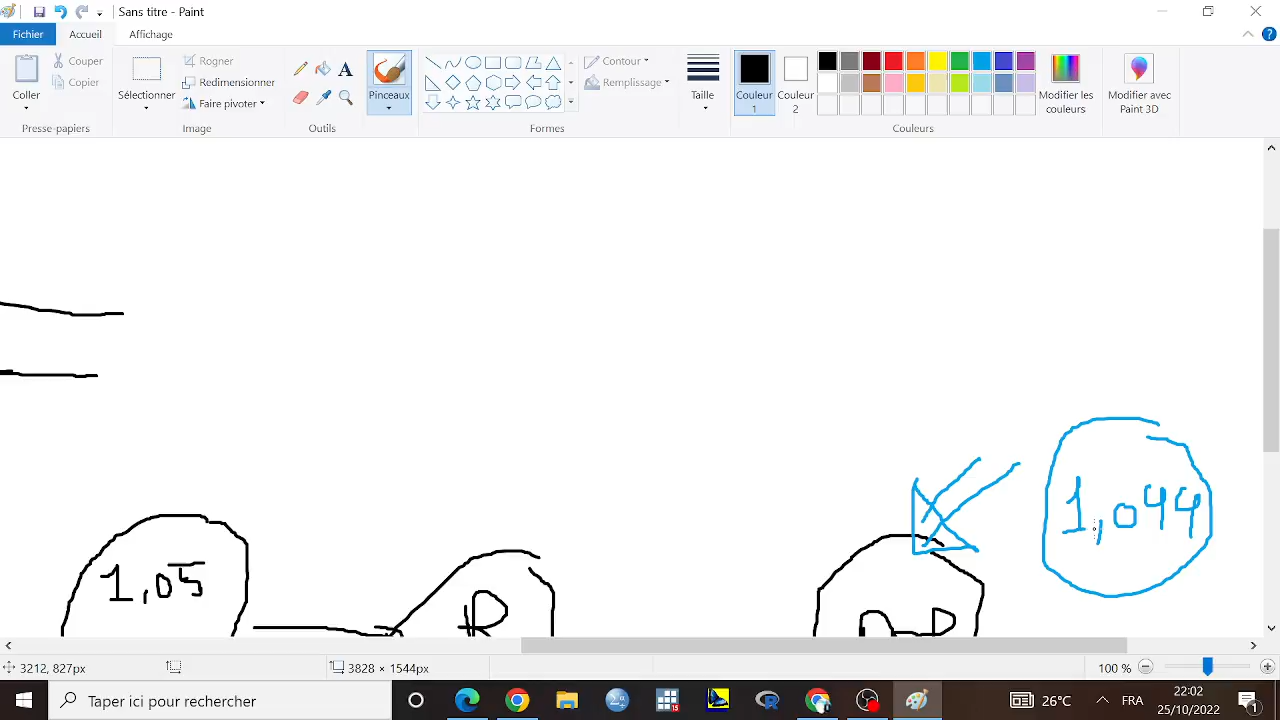 Sans titre - Paint
Fichier
Accueil
Affichage
Coller
Couper
Copier
Presse-papiers
Sélectionner
Rogner
Redimensionner
Faire pivoter
Image
A
Outils
Pinceaux
Contour
Remplissage
Formes
Taille
Couleur
1
Couleur
2
Couleurs
Modifier les
couleurs
Modifier avec
Paint 3D
1,044
1,05
R
3212, 827px
3828 × 1544px
100 %
Taper ici pour rechercher
15
R
26°C
FRA
22:02
25/10/2022
1